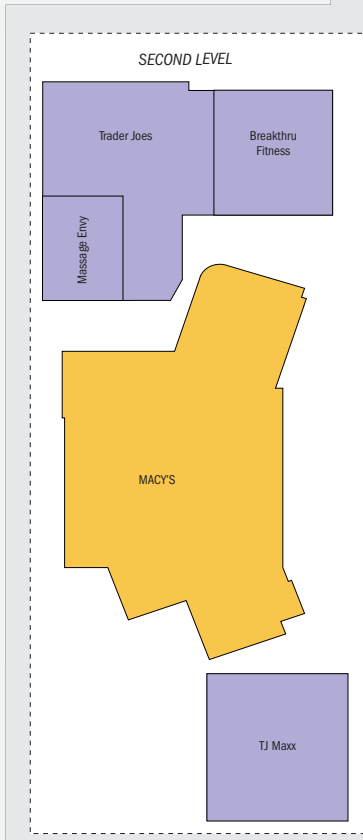 SECOND LEVEL
Trader Joes
Breakthru
Fitness
Massage Envy
MACY'S
TJ Maxx